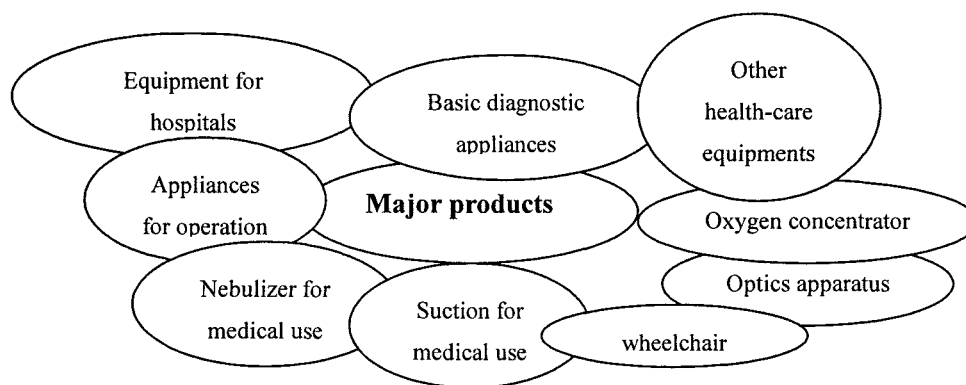 Equipment for
hospitals
Basic diagnostic
appliances
Other
health-care
equipments
Appliances
for operation
Major products
Oxygen concentrator
Nebulizer for
medical use
Suction for
medical use
Optics apparatus
wheelchair